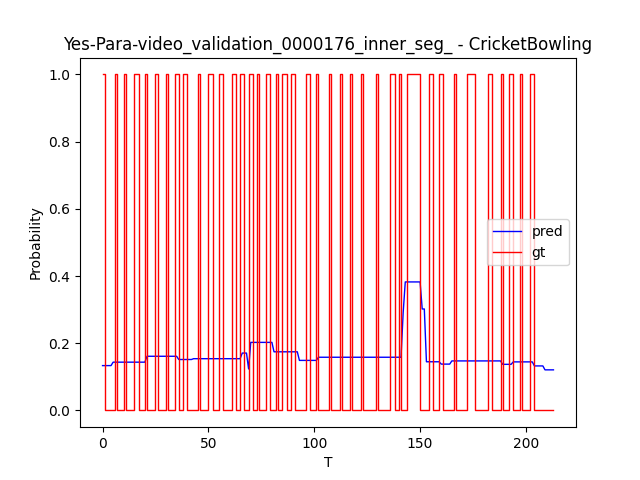 Yes-Para-video_validation_0000176_inner_seg_ - CricketBowling
1.0
0.8
0.6
0.4
0.2
0.0
Probability
pred
gt
0 50 100 150 200
T